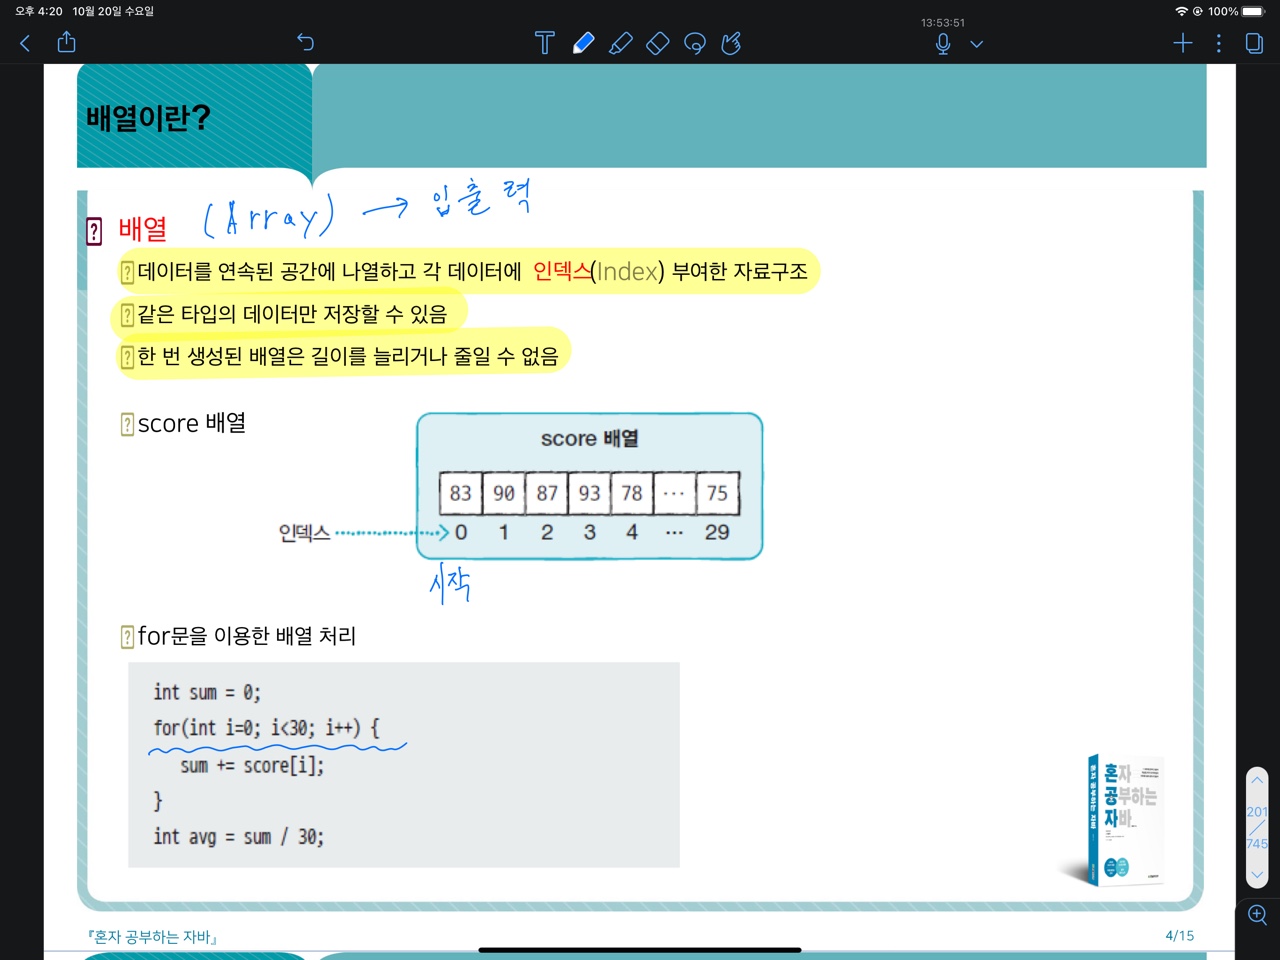 오후 4:20 10월 20일 수요일
100%
13:53:51
배열이란?
배열 (Array) → 입출력
데이터를 연속된 공간에 나열하고 각 데이터에 인덱스(Index) 부여한 자료구조
같은 타입의 데이터만 저장할 수 있음
한 번 생성된 배열은 길이를 늘리거나 줄일 수 없음
score 배열
score 배열
83 90 87 93 78 ... 75
인덱스 0 1 2 3 4 ... 29
시작
for문을 이용한 배열 처리
int sum = 0;
for(int i=0; i<30; i++) {
sum += score[i];
}
int avg = sum / 30;
혼자
공부하는
자바
혼자 공부하는 자바
201
745
『혼자 공부하는 자바』
4/15